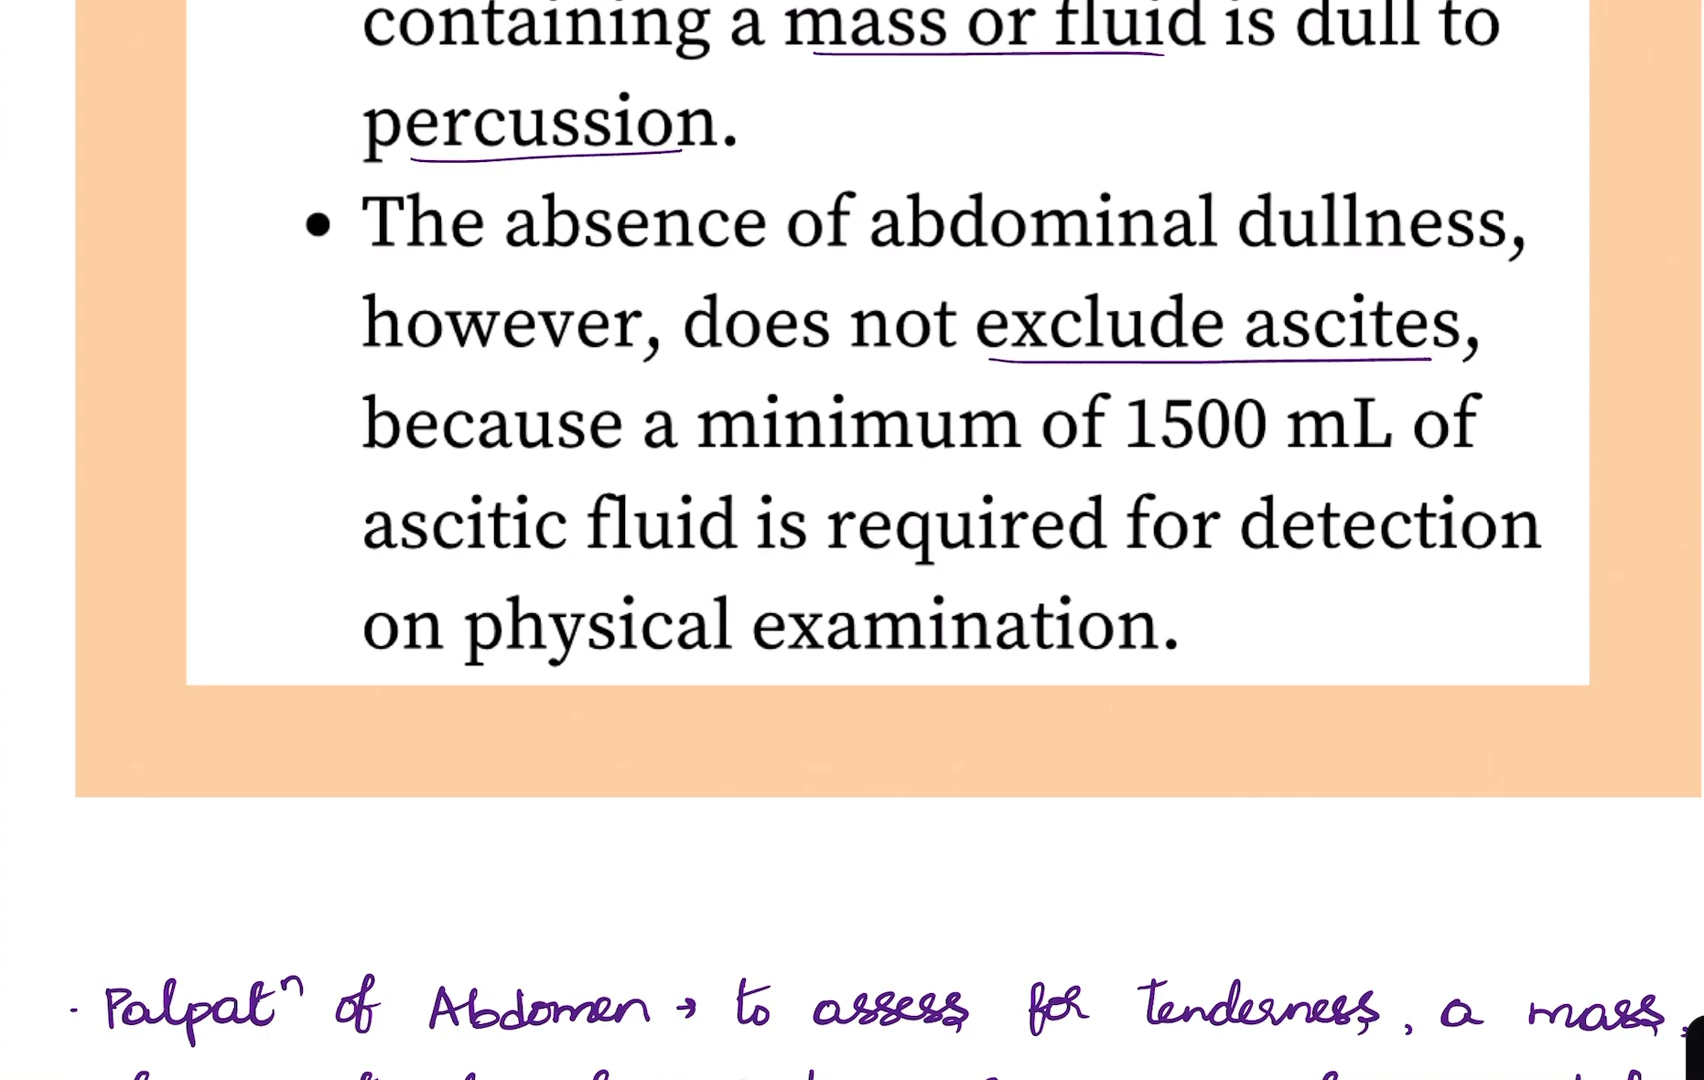 containing a mass or fluid is dull to
percussion.
• The absence of abdominal dullness,
however, does not exclude ascites,
because a minimum of 1500 mL of
ascitic fluid is required for detection
on physical examination.
· Palpatⁿ of Abdomen → to assess for Tenderness, a mass,